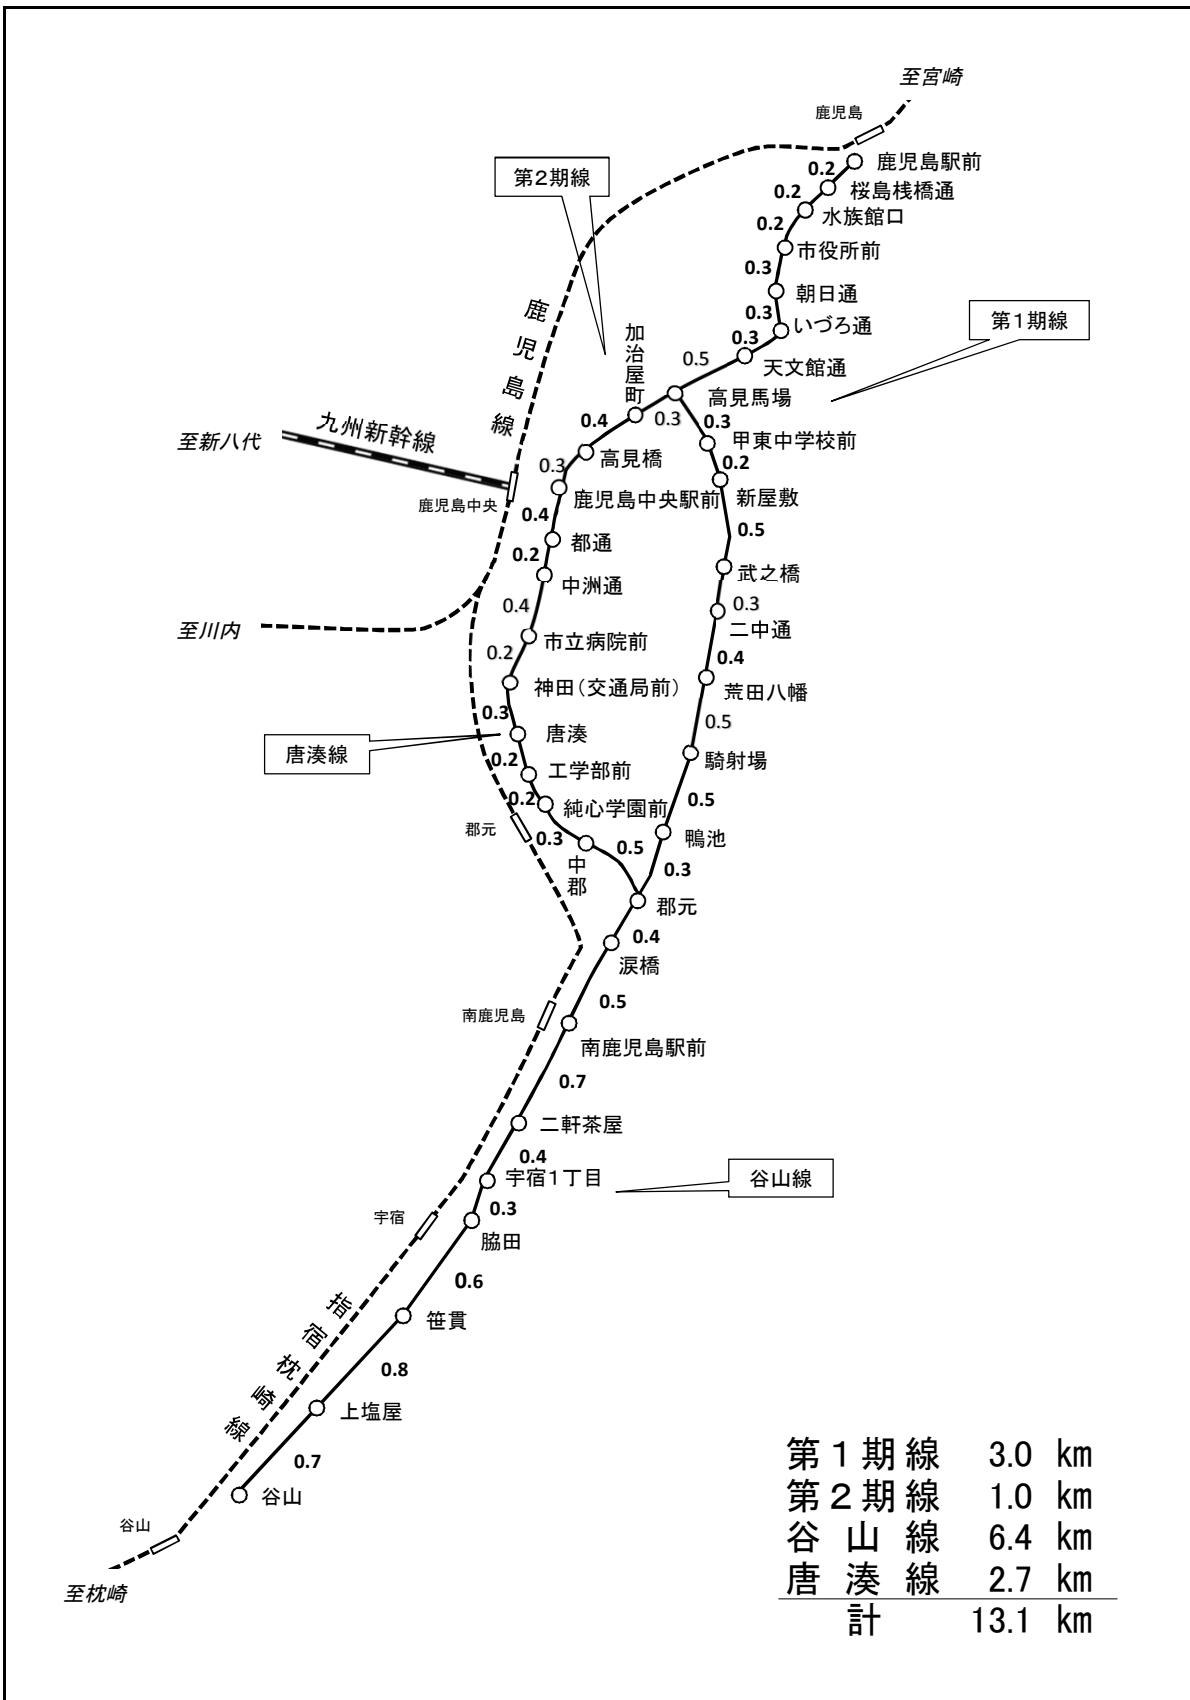 至宮崎
鹿児島
鹿児島駅前
0.2
桜島桟橋通
0.2
水族館口
0.2
市役所前
0.3
朝日通
0.3
いづろ通
0.3
天文館通
0.5
高見馬場
第2期線
第1期線
鹿児島線
加治屋町
0.3
0.4
高見橋
0.3
鹿児島中央駅前
0.4
都通
0.2
中洲通
0.4
市立病院前
0.2
神田(交通局前)
0.3
唐湊
0.2
工学部前
0.2
純心学園前
0.3
中郡
0.5
0.3
甲東中学校前
0.2
新屋敷
0.5
武之橋
0.3
二中通
0.4
荒田八幡
0.5
騎射場
0.5
鴨池
0.3
郡元
至新八代
九州新幹線
鹿児島中央
至川内
唐湊線
郡元
0.4
涙橋
0.5
南鹿児島
南鹿児島駅前
0.7
二軒茶屋
0.4
宇宿1丁目
谷山線
0.3
宇宿
脇田
0.6
笹貫
指宿枕崎線
0.8
上塩屋
0.7
谷山
谷山
至枕崎
第1期線 3.0 km
第2期線 1.0 km
谷山線 6.4 km
唐湊線 2.7 km
計 13.1 km